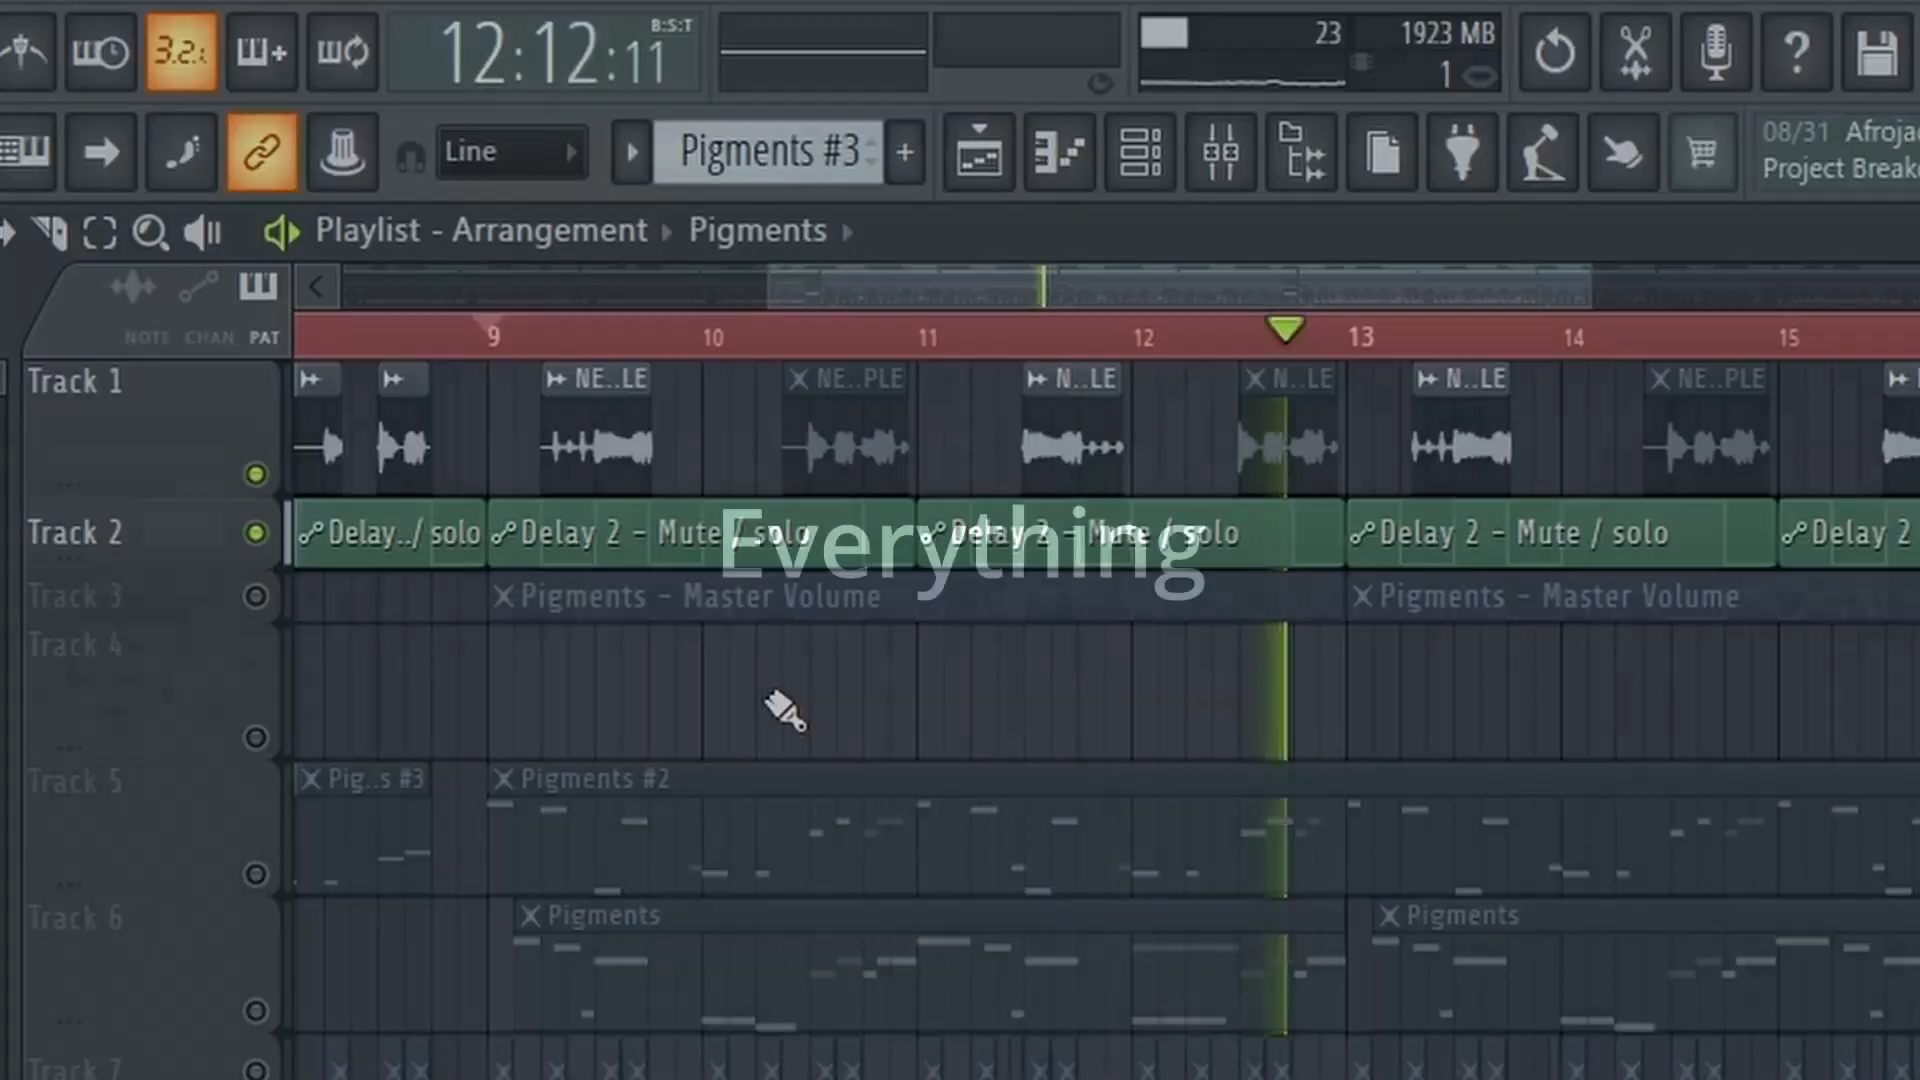 3.2.
12:12:11
B:S:T
23
1923 MB
1
Line
Pigments #3
+
08/31
Project Break
Playlist - Arrangement
Pigments
NOTE CHAN PAT
9 10 11 12 13 14 15
Track 1
NE..LE NE..PLE N..LE N..LE N..LE NE..PLE
Track 2
Delay../ solo Delay 2 - Mute / solo Delay 2 - Mute / solo Delay 2 - Mute / solo Delay 2
Everything
Track 3
Pigments - Master Volume Pigments - Master Volume
Track 4
Track 5
Pig..s #3 Pigments #2
Track 6
Pigments Pigments
Track 7